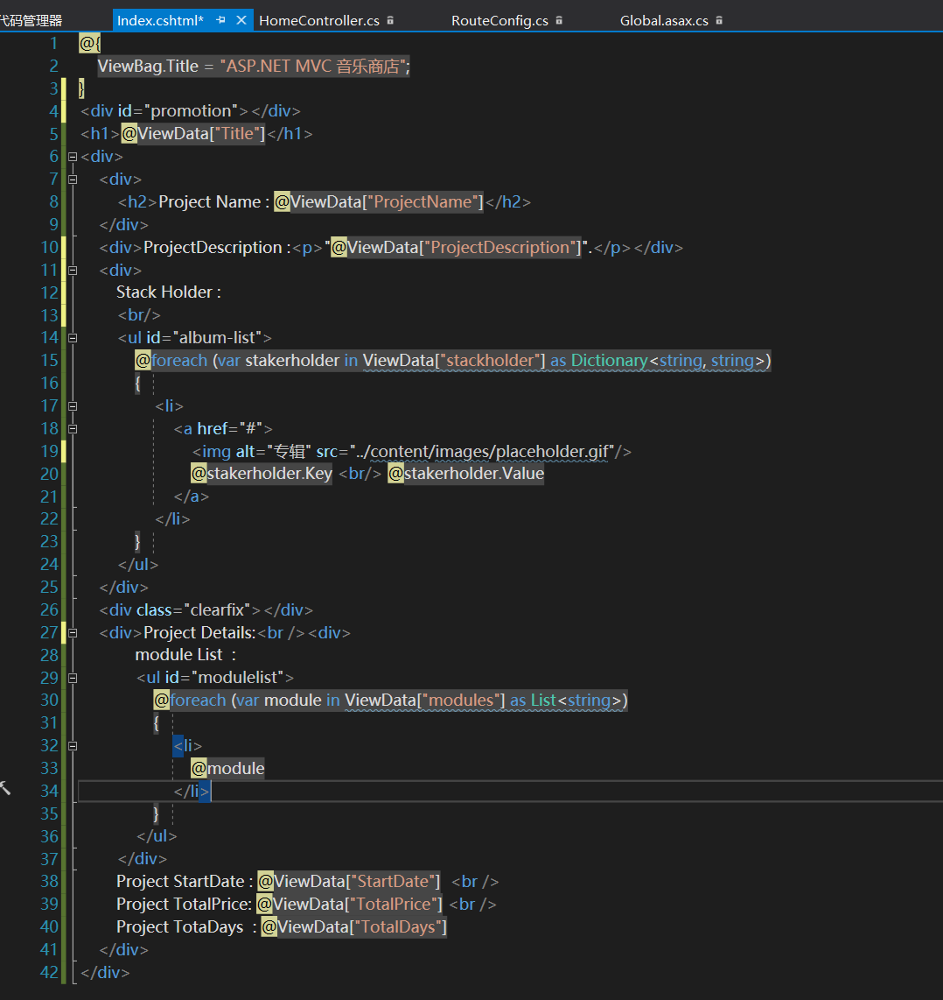 代码管理器 Index.cshtml* HomeController.cs RouteConfig.cs Global.asax.cs
1 @{
2 ViewBag.Title = "ASP.NET MVC 音乐商店";
3 }
4 <div id="promotion"></div>
5 <h1>@ViewData["Title"]</h1>
6 <div>
7 <div>
8 <h2>Project Name : @ViewData["ProjectName"]</h2>
9 </div>
10 <div>ProjectDescription :<p>"@ViewData["ProjectDescription"]".</p></div>
11 <div>
12 Stack Holder :
13 <br/>
14 <ul id="album-list">
15 @foreach (var stakerholder in ViewData["stackholder"] as Dictionary<string, string>)
16 {
17 <li>
18 <a href="#">
19 <img alt="专辑" src="../content/images/placeholder.gif"/>
20 @stakerholder.Key <br/> @stakerholder.Value
21 </a>
22 </li>
23 }
24 </ul>
25 </div>
26 <div class="clearfix"></div>
27 <div>Project Details:<br /><div>
28 module List :
29 <ul id="modulelist">
30 @foreach (var module in ViewData["modules"] as List<string>)
31 {
32 <li>
33 @module
34 </li>
35 }
36 </ul>
37 </div>
38 Project StartDate : @ViewData["StartDate"] <br />
39 Project TotalPrice: @ViewData["TotalPrice"] <br />
40 Project TotaDays : @ViewData["TotalDays"]
41 </div>
42 </div>